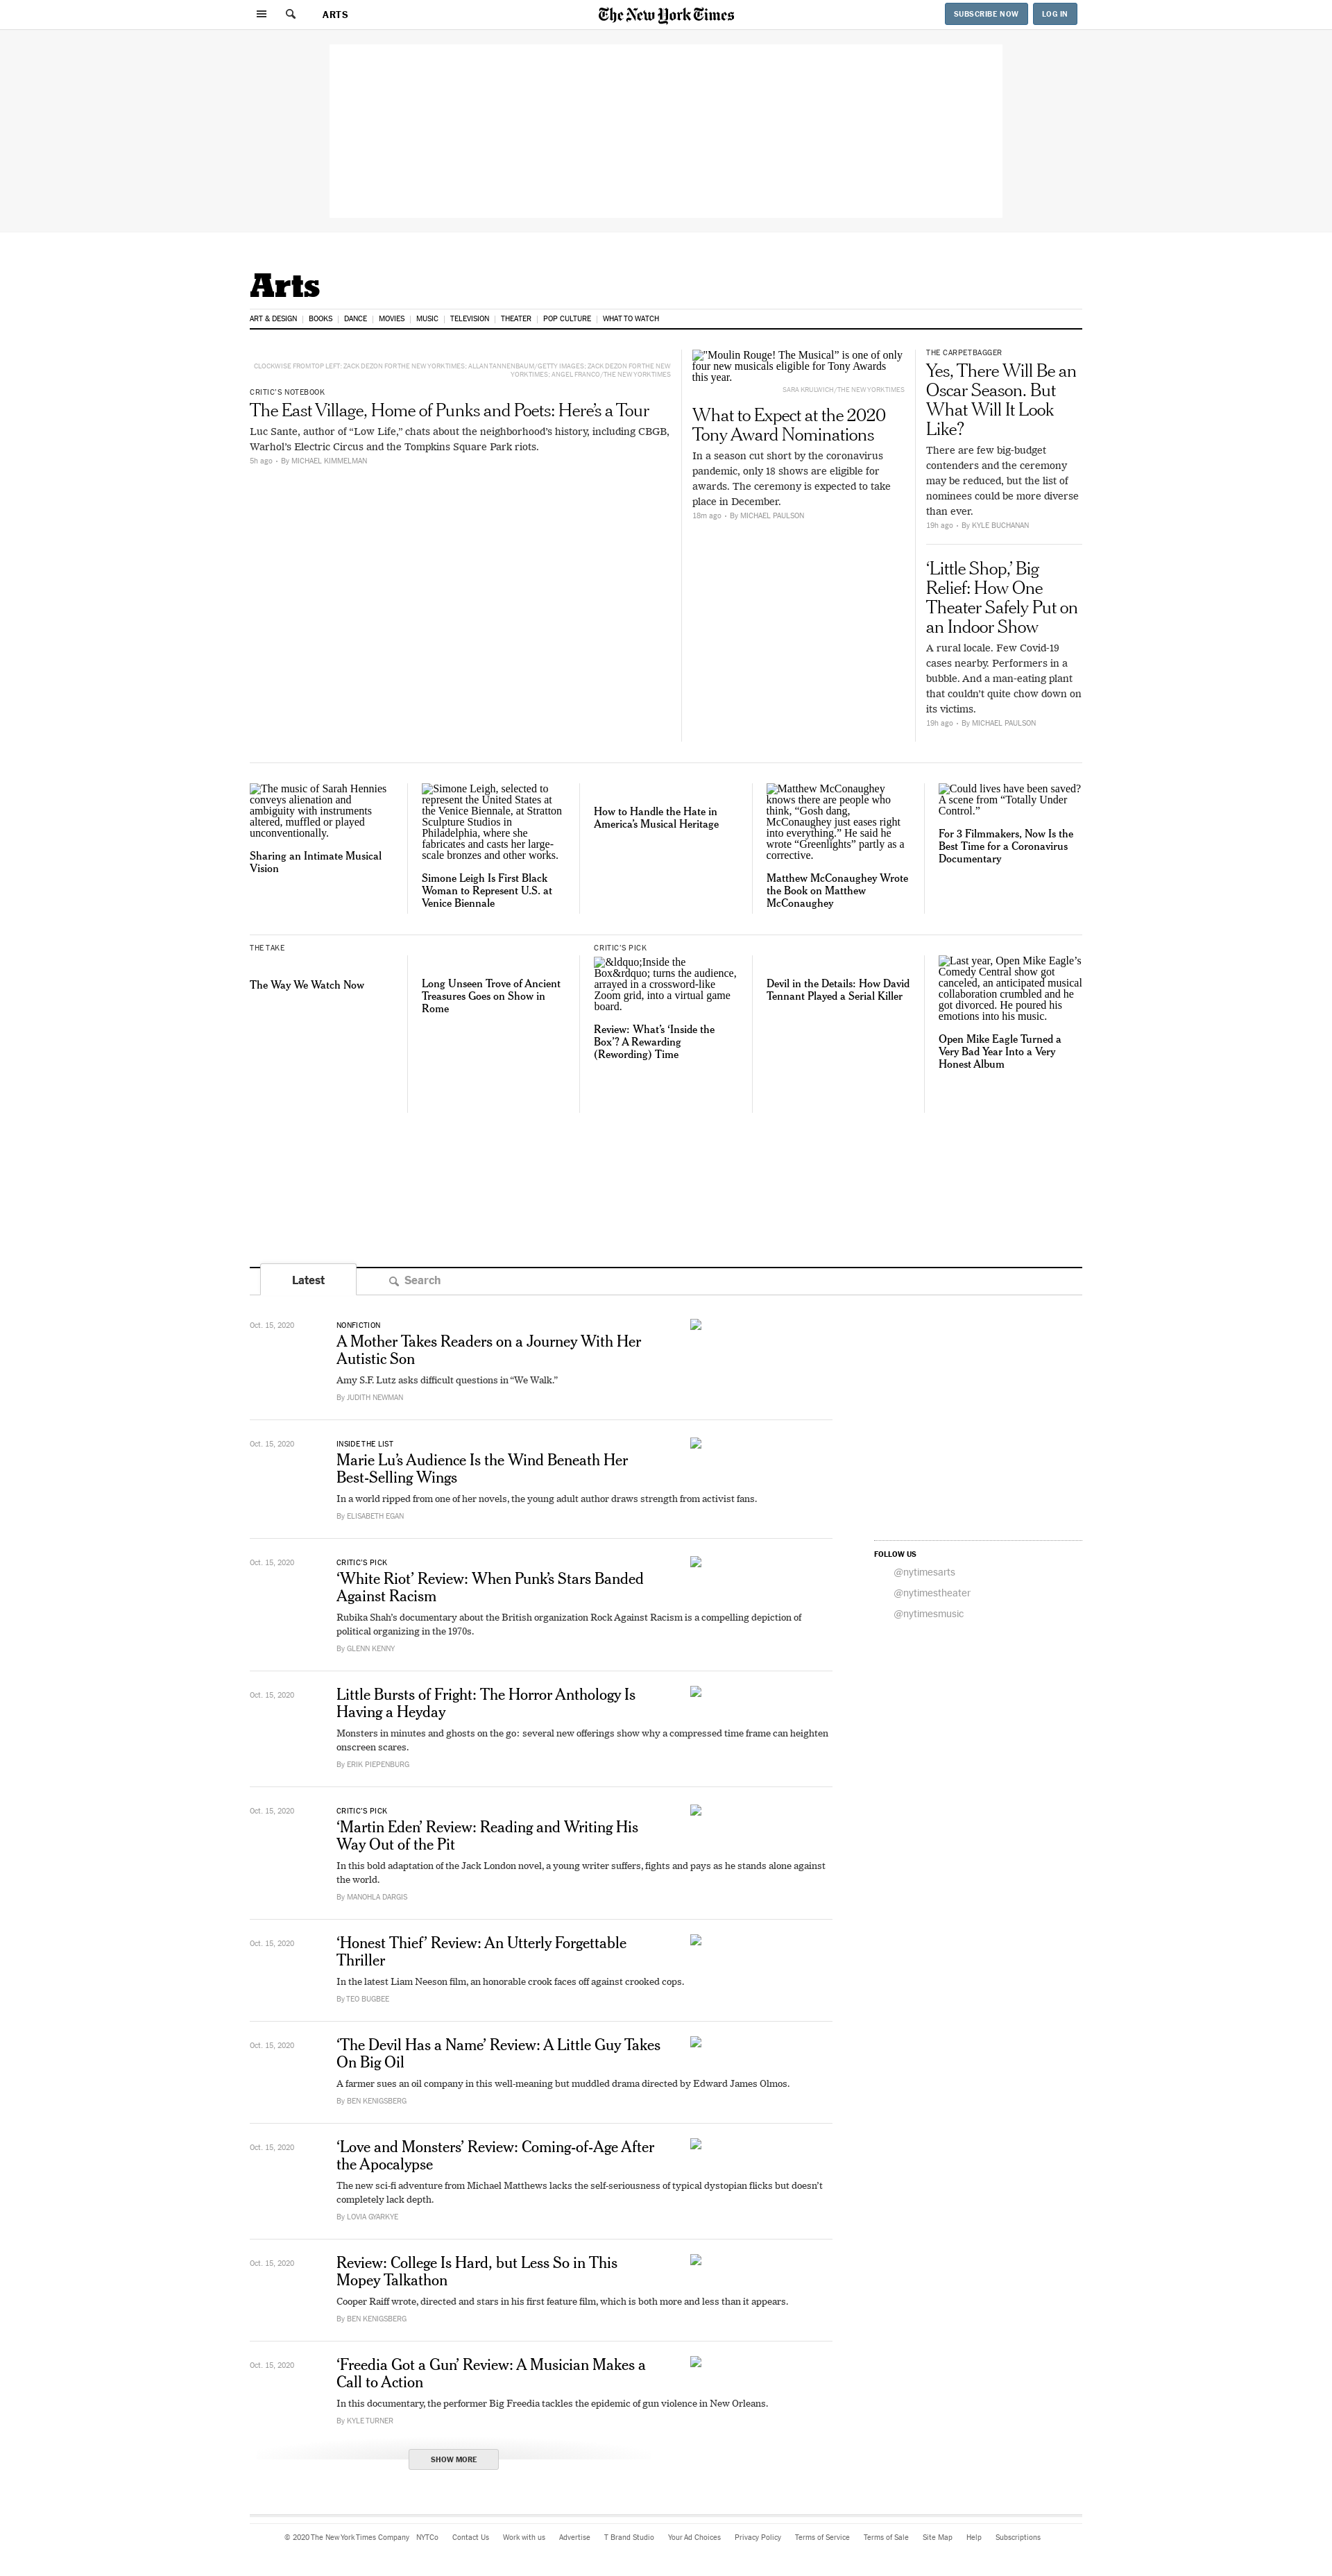 ARTS
The New York Times
SUBSCRIBE NOW
LOG IN
Arts
ART & DESIGN
BOOKS
DANCE
MOVIES
MUSIC
TELEVISION
THEATER
POP CULTURE
WHAT TO WATCH
CLOCKWISE FROM TOP LEFT: ZACK DEZON FOR THE NEW YORK TIMES; ALLAN TANNENBAUM/GETTY IMAGES; ZACK DEZON FOR THE NEW
YORK TIMES; ANGEL FRANCO/THE NEW YORK TIMES
CRITIC'S NOTEBOOK
The East Village, Home of Punks and Poets: Here’s a Tour
Luc Sante, author of “Low Life,” chats about the neighborhood’s history, including CBGB,
Warhol’s Electric Circus and the Tompkins Square Park riots.
5h ago • By MICHAEL KIMMELMAN
"Moulin Rouge! The Musical” is one of only
four new musicals eligible for Tony Awards
this year.
SARA KRULWICH/THE NEW YORK TIMES
What to Expect at the 2020
Tony Award Nominations
In a season cut short by the coronavirus
pandemic, only 18 shows are eligible for
awards. The ceremony is expected to take
place in December.
18m ago • By MICHAEL PAULSON
THE CARPETBAGGER
Yes, There Will Be an
Oscar Season. But
What Will It Look
Like?
There are few big-budget
contenders and the ceremony
may be reduced, but the list of
nominees could be more diverse
than ever.
19h ago • By KYLE BUCHANAN
‘Little Shop,’ Big
Relief: How One
Theater Safely Put on
an Indoor Show
A rural locale. Few Covid-19
cases nearby. Performers in a
bubble. And a man-eating plant
that couldn’t quite chow down on
its victims.
19h ago • By MICHAEL PAULSON
The music of Sarah Hennies
conveys alienation and
ambiguity with instruments
altered, muffled or played
unconventionally.
Sharing an Intimate Musical
Vision
Simone Leigh, selected to
represent the United States at
the Venice Biennale, at Stratton
Sculpture Studios in
Philadelphia, where she
fabricates and casts her large-
scale bronzes and other works.
Simone Leigh Is First Black
Woman to Represent U.S. at
Venice Biennale
How to Handle the Hate in
America’s Musical Heritage
Matthew McConaughey
knows there are people who
think, “Gosh dang,
McConaughey just eases right
into everything.” He said he
wrote “Greenlights” partly as a
corrective.
Matthew McConaughey Wrote
the Book on Matthew
McConaughey
Could lives have been saved?
A scene from “Totally Under
Control.”
For 3 Filmmakers, Now Is the
Best Time for a Coronavirus
Documentary
THE TAKE
The Way We Watch Now
Long Unseen Trove of Ancient
Treasures Goes on Show in
Rome
CRITIC'S PICK
&ldquo;Inside the
Box&rdquo; turns the audience,
arrayed in a crossword-like
Zoom grid, into a virtual game
board.
Review: What’s ‘Inside the
Box’? A Rewarding
(Rewording) Time
Devil in the Details: How David
Tennant Played a Serial Killer
Last year, Open Mike Eagle’s
Comedy Central show got
canceled, an anticipated musical
collaboration crumbled and he
got divorced. He poured his
emotions into his music.
Open Mike Eagle Turned a
Very Bad Year Into a Very
Honest Album
Latest
Search
Oct. 15, 2020
NONFICTION
A Mother Takes Readers on a Journey With Her
Autistic Son
Amy S.F. Lutz asks difficult questions in “We Walk.”
By JUDITH NEWMAN
Oct. 15, 2020
INSIDE THE LIST
Marie Lu’s Audience Is the Wind Beneath Her
Best-Selling Wings
In a world ripped from one of her novels, the young adult author draws strength from activist fans.
By ELISABETH EGAN
FOLLOW US
@nytimesarts
@nytimestheater
@nytimesmusic
Oct. 15, 2020
CRITIC'S PICK
‘White Riot’ Review: When Punk’s Stars Banded
Against Racism
Rubika Shah’s documentary about the British organization Rock Against Racism is a compelling depiction of
political organizing in the 1970s.
By GLENN KENNY
Oct. 15, 2020
Little Bursts of Fright: The Horror Anthology Is
Having a Heyday
Monsters in minutes and ghosts on the go: several new offerings show why a compressed time frame can heighten
onscreen scares.
By ERIK PIEPENBURG
Oct. 15, 2020
CRITIC'S PICK
‘Martin Eden’ Review: Reading and Writing His
Way Out of the Pit
In this bold adaptation of the Jack London novel, a young writer suffers, fights and pays as he stands alone against
the world.
By MANOHLA DARGIS
Oct. 15, 2020
‘Honest Thief’ Review: An Utterly Forgettable
Thriller
In the latest Liam Neeson film, an honorable crook faces off against crooked cops.
By TEO BUGBEE
Oct. 15, 2020
‘The Devil Has a Name’ Review: A Little Guy Takes
On Big Oil
A farmer sues an oil company in this well-meaning but muddled drama directed by Edward James Olmos.
By BEN KENIGSBERG
Oct. 15, 2020
‘Love and Monsters’ Review: Coming-of-Age After
the Apocalypse
The new sci-fi adventure from Michael Matthews lacks the self-seriousness of typical dystopian flicks but doesn’t
completely lack depth.
By LOVIA GYARKYE
Oct. 15, 2020
Review: College Is Hard, but Less So in This
Mopey Talkathon
Cooper Raiff wrote, directed and stars in his first feature film, which is both more and less than it appears.
By BEN KENIGSBERG
Oct. 15, 2020
‘Freedia Got a Gun’ Review: A Musician Makes a
Call to Action
In this documentary, the performer Big Freedia tackles the epidemic of gun violence in New Orleans.
By KYLE TURNER
SHOW MORE
© 2020 The New York Times Company
NYTCo
Contact Us
Work with us
Advertise
T Brand Studio
Your Ad Choices
Privacy Policy
Terms of Service
Terms of Sale
Site Map
Help
Subscriptions